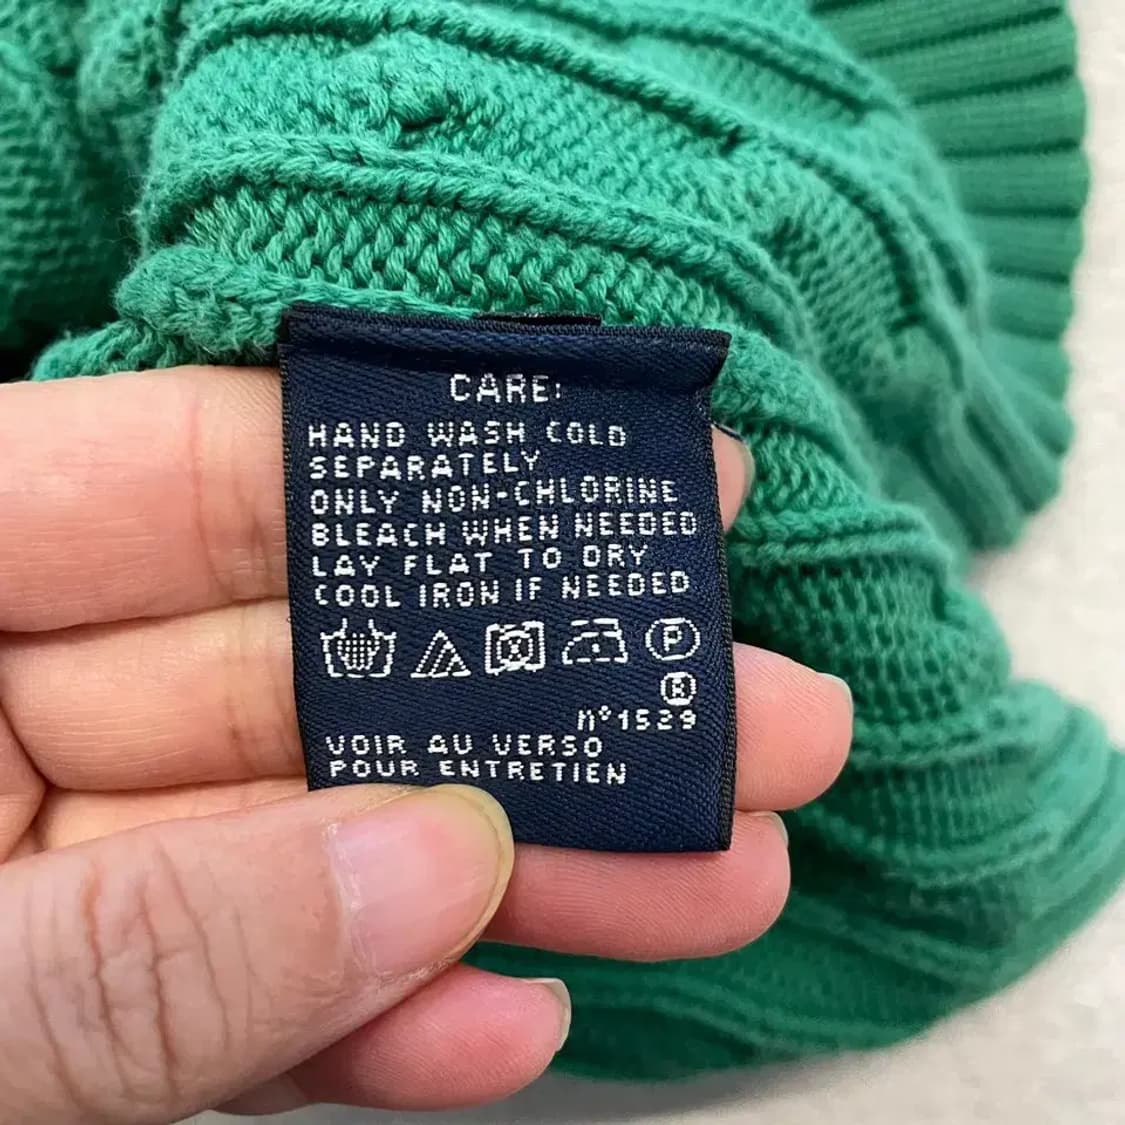 CARE:
HAND WASH COLD
SEPARATELY
ONLY NON-CHLORINE
BLEACH WHEN NEEDED
LAY FLAT TO DRY
COOL IRON IF NEEDED
P
R
n°1529
VOIR AU VERSO
POUR ENTRETIEN